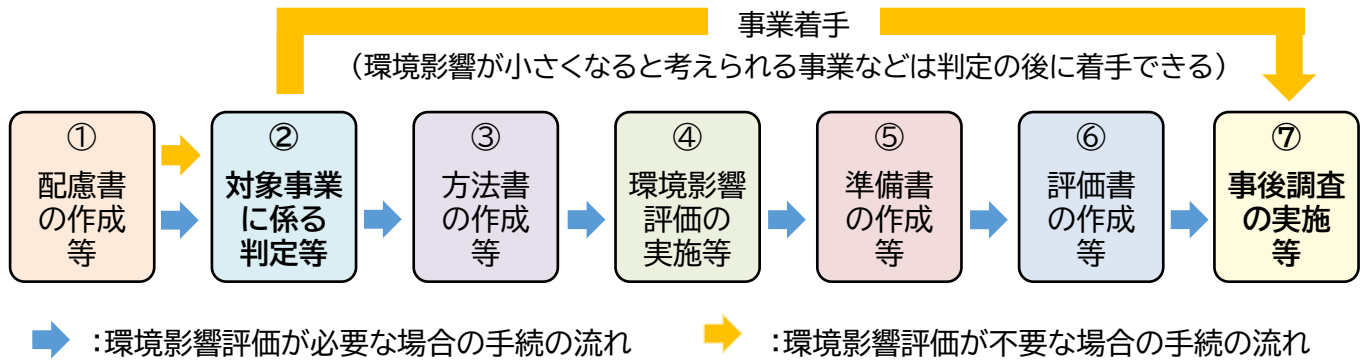 事業着手
（環境影響が小さくなると考えられる事業などは判定の後に着手できる）
①
配慮書
の作成
等
②
対象事業
に係る
判定等
③
方法書
の作成
等
④
環境影響
評価の
実施等
⑤
準備書
の作成
等
⑥
評価書
の作成
等
⑦
事後調査
の実施
等
：環境影響評価が必要な場合の手続の流れ
：環境影響評価が不要な場合の手続の流れ